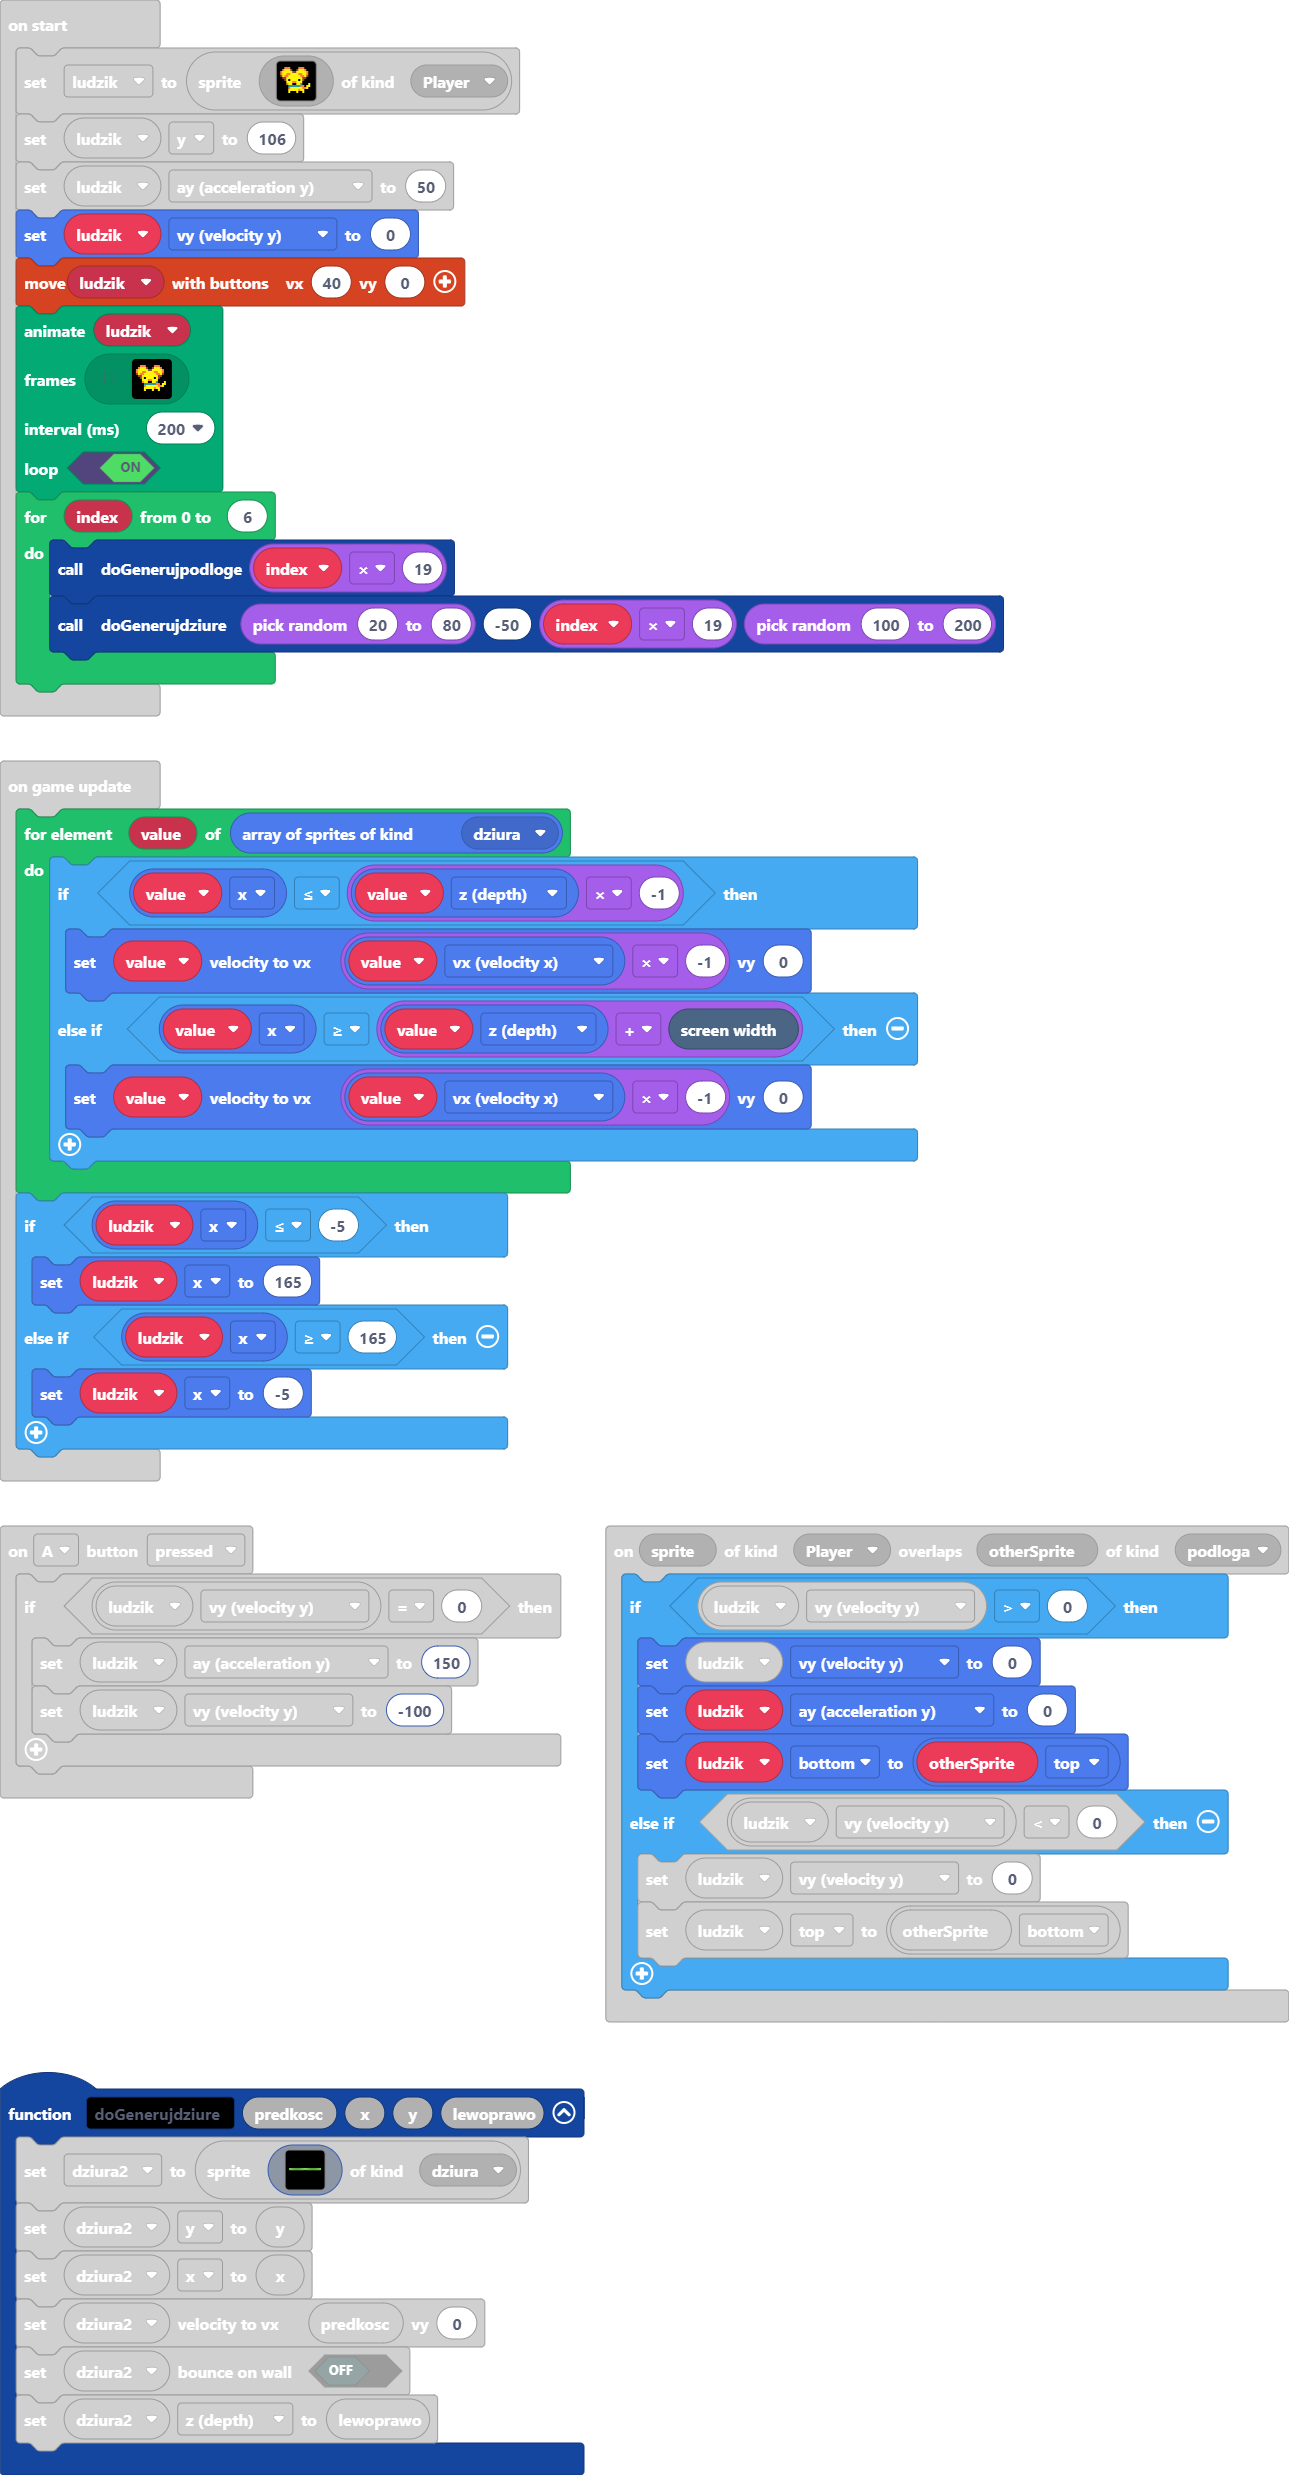 on start
set ludzik to sprite of kind Player
set ludzik y to 106
set ludzik ay (acceleration y) to 50
set ludzik vy (velocity y) to 0
move ludzik with buttons vx 40 vy 0
animate ludzik
frames
interval (ms) 200
loop ON
for index from 0 to 6
do
call doGenerujpodloge index × 19
call doGenerujdziure pick random 20 to 80 -50 index × 19 pick random 100 to 200
on game update
for element value of array of sprites of kind dziura
do
if value x ≤ value z (depth) × -1 then
set value velocity to vx value vx (velocity x) × -1 vy 0
else if value x ≥ value z (depth) + screen width then
set value velocity to vx value vx (velocity x) × -1 vy 0
if ludzik x ≤ -5 then
set ludzik x to 165
else if ludzik x ≥ 165 then
set ludzik x to -5
on A button pressed
if ludzik vy (velocity y) = 0 then
set ludzik ay (acceleration y) to 150
set ludzik vy (velocity y) to -100
on sprite of kind Player overlaps otherSprite of kind podloga
if ludzik vy (velocity y) > 0 then
set ludzik vy (velocity y) to 0
set ludzik ay (acceleration y) to 0
set ludzik bottom to otherSprite top
else if ludzik vy (velocity y) < 0 then
set ludzik vy (velocity y) to 0
set ludzik top to otherSprite bottom
function doGenerujdziure predkosc x y lewoprawo
set dziura2 to sprite of kind dziura
set dziura2 y to y
set dziura2 x to x
set dziura2 velocity to vx predkosc vy 0
set dziura2 bounce on wall OFF
set dziura2 z (depth) to lewoprawo